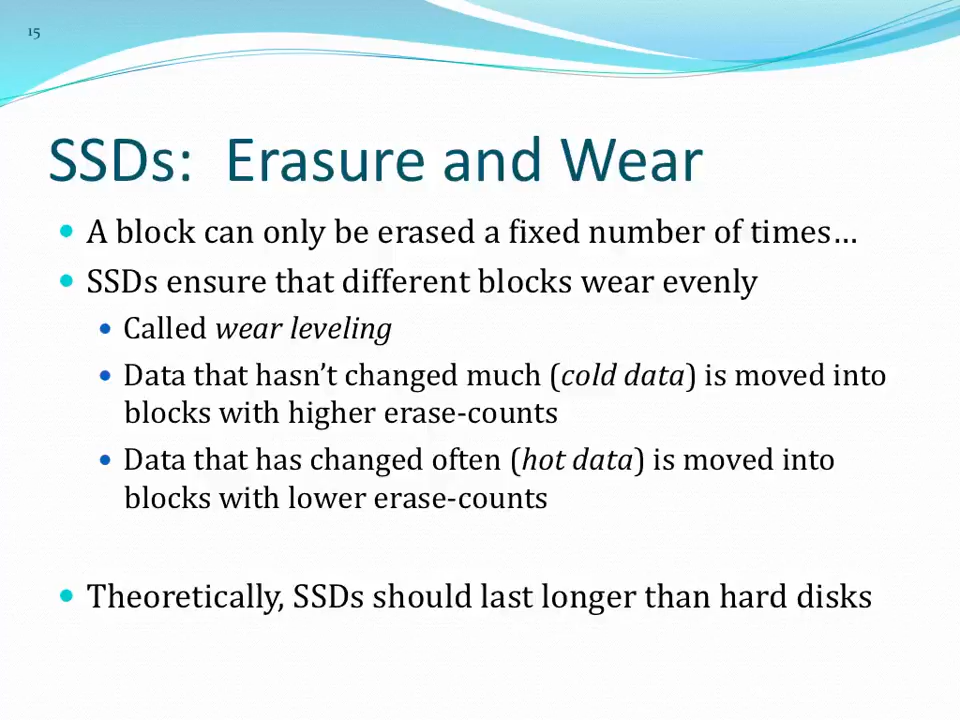 15
SSDs: Erasure and Wear
A block can only be erased a fixed number of times…
SSDs ensure that different blocks wear evenly
Called wear leveling
Data that hasn’t changed much (cold data) is moved into
blocks with higher erase-counts
Data that has changed often (hot data) is moved into
blocks with lower erase-counts
Theoretically, SSDs should last longer than hard disks